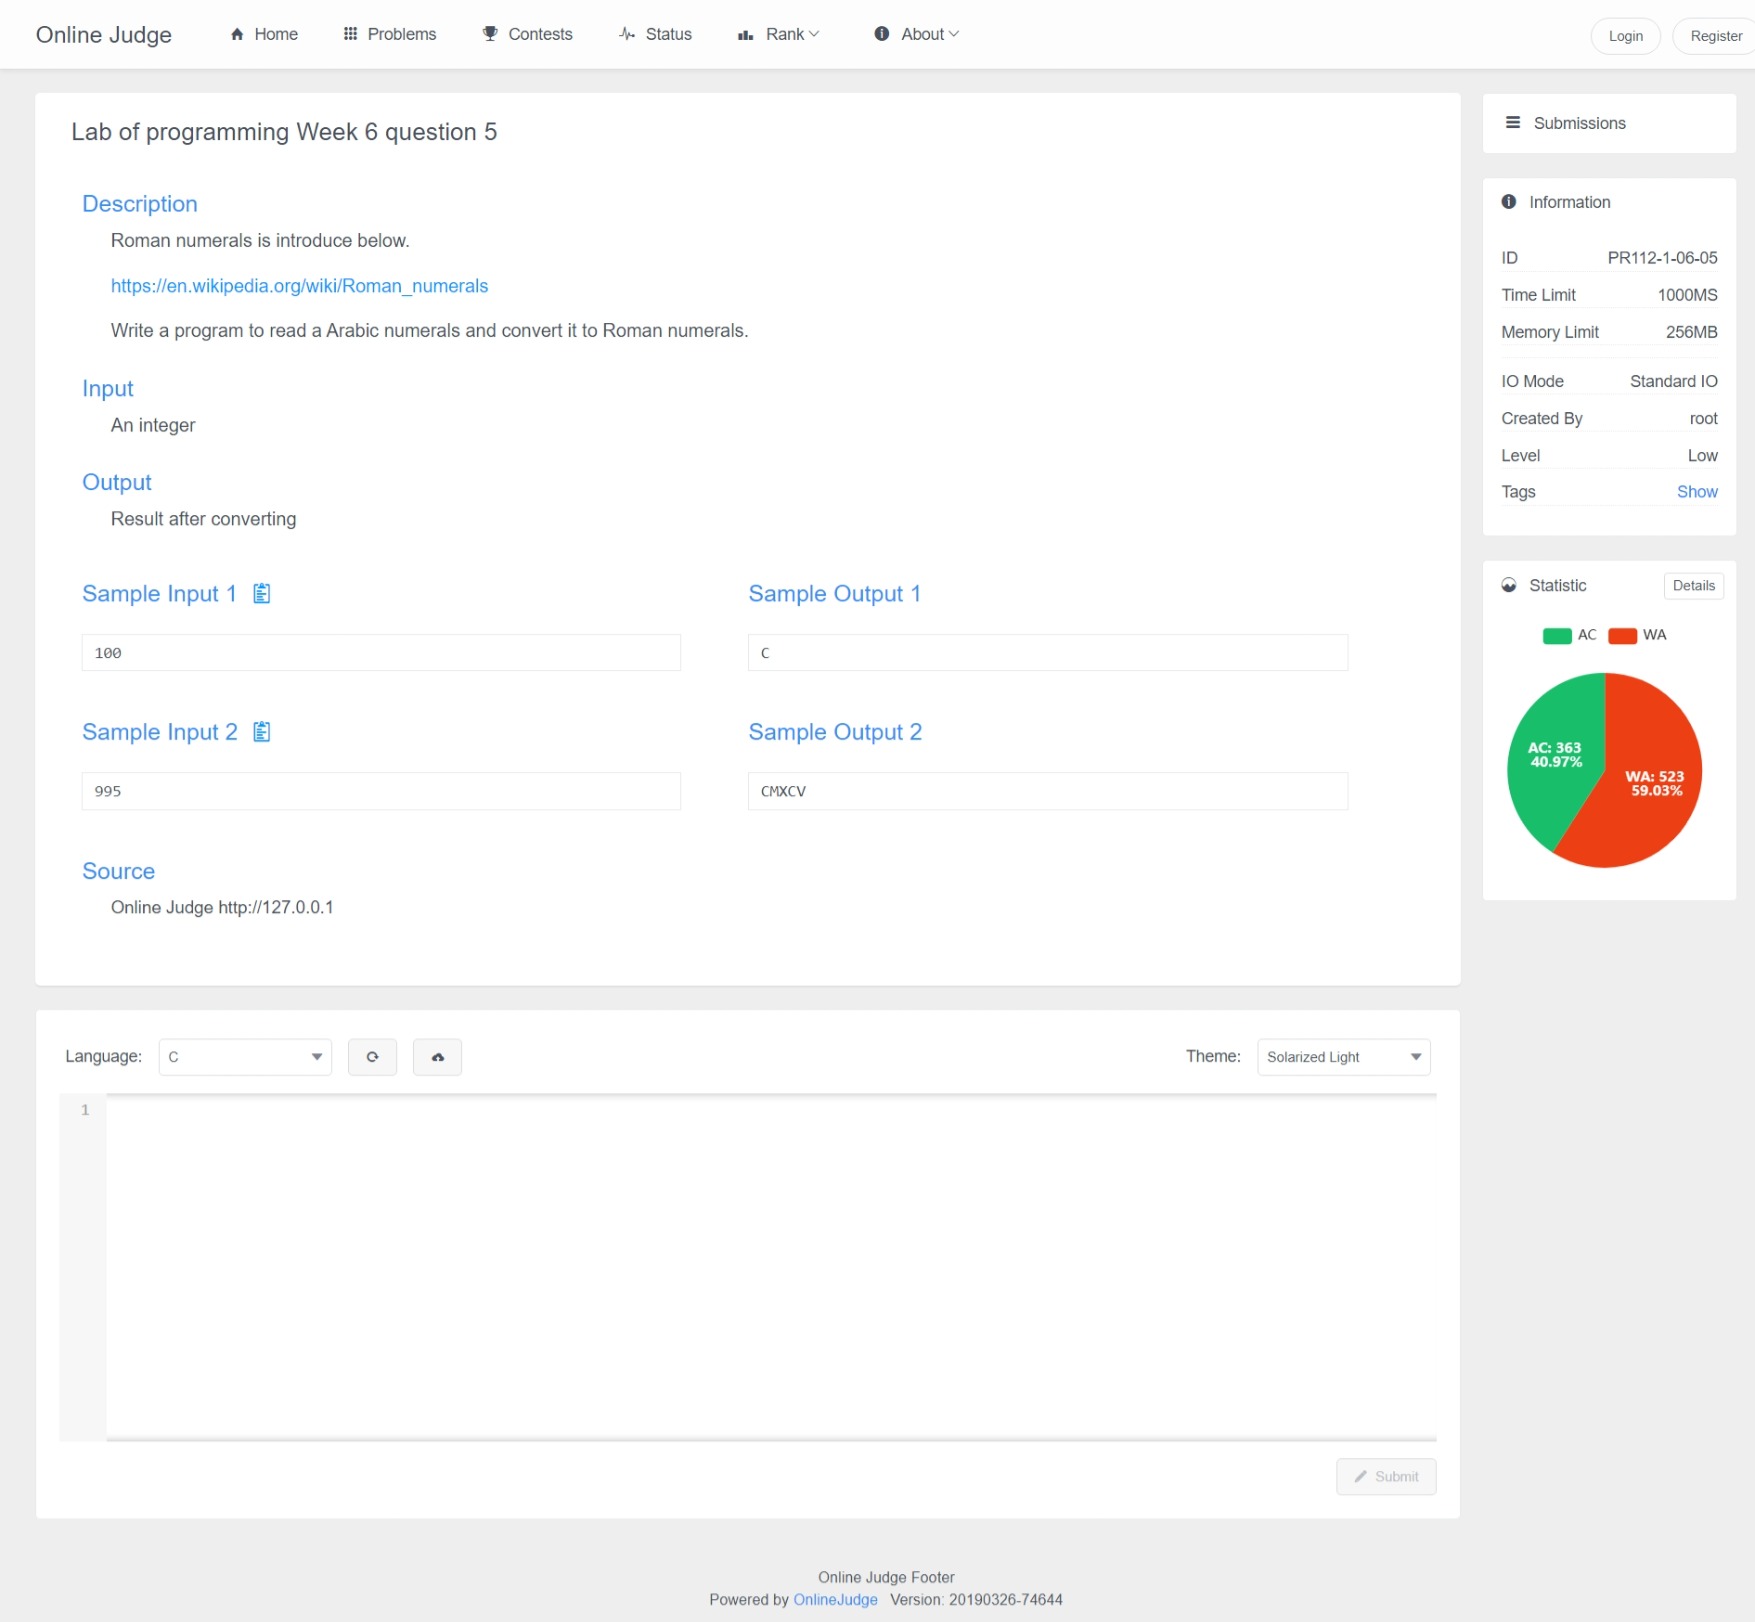 Online Judge
Home
Problems
Contests
Status
Rank
About
Login
Register
Lab of programming Week 6 question 5
Description
Roman numerals is introduce below.
https://en.wikipedia.org/wiki/Roman_numerals
Write a program to read a Arabic numerals and convert it to Roman numerals.
Input
An integer
Output
Result after converting
Sample Input 1
Sample Output 1
100
C
Sample Input 2
Sample Output 2
995
CMXCV
Source
Online Judge http://127.0.0.1
Submissions
Information
ID PR112-1-06-05
Time Limit 1000MS
Memory Limit 256MB
IO Mode Standard IO
Created By root
Level Low
Tags Show
Statistic
Details
AC WA
AC: 363
40.97%
WA: 523
59.03%
Language: C
Theme: Solarized Light
1
Submit
Online Judge Footer
Powered by OnlineJudge Version: 20190326-74644